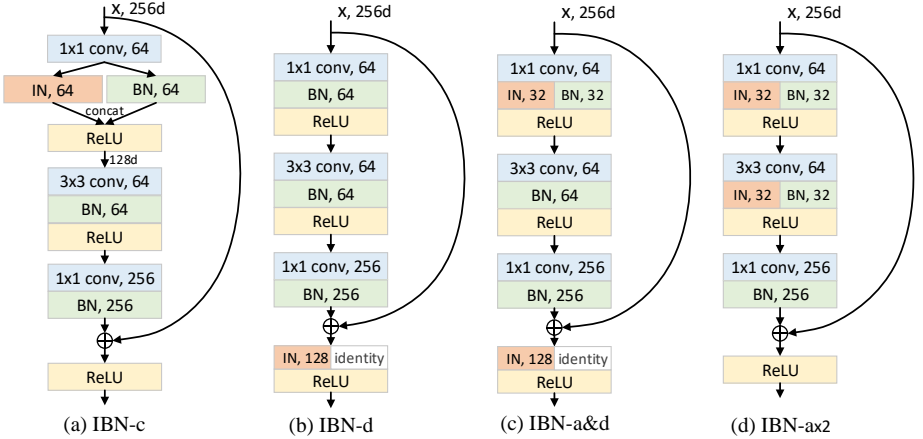 x, 256d
1x1 conv, 64
IN, 64
BN, 64
concat
ReLU
128d
3x3 conv, 64
BN, 64
ReLU
1x1 conv, 256
BN, 256
ReLU
(a) IBN-c
x, 256d
1x1 conv, 64
BN, 64
ReLU
3x3 conv, 64
BN, 64
ReLU
1x1 conv, 256
BN, 256
IN, 128 identity
ReLU
(b) IBN-d
x, 256d
1x1 conv, 64
IN, 32 BN, 32
ReLU
3x3 conv, 64
BN, 64
ReLU
1x1 conv, 256
BN, 256
IN, 128 identity
ReLU
(c) IBN-a&d
x, 256d
1x1 conv, 64
IN, 32 BN, 32
ReLU
3x3 conv, 64
IN, 32 BN, 32
ReLU
1x1 conv, 256
BN, 256
ReLU
(d) IBN-ax2